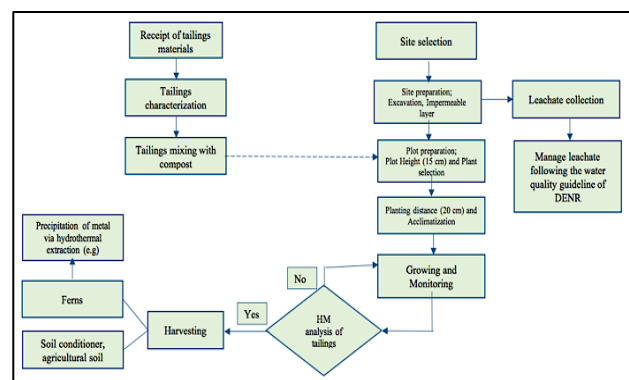 Receipt of tailings
materials
Tailings
characterization
Tailings mixing with
compost
Site selection
Site preparation;
Excavation, Impermeable
layer
Leachate collection
Plot preparation;
Plot Height (15 cm) and Plant
selection
Manage leachate
following the water
quality guideline of
DENR
Planting distance (20 cm) and
Acclimatization
Growing and
Monitoring
No
HM
analysis of
tailings
Yes
Harvesting
Precipitation of metal
via hydrothermal
extraction (e.g)
Ferns
Soil conditioner,
agricultural soil